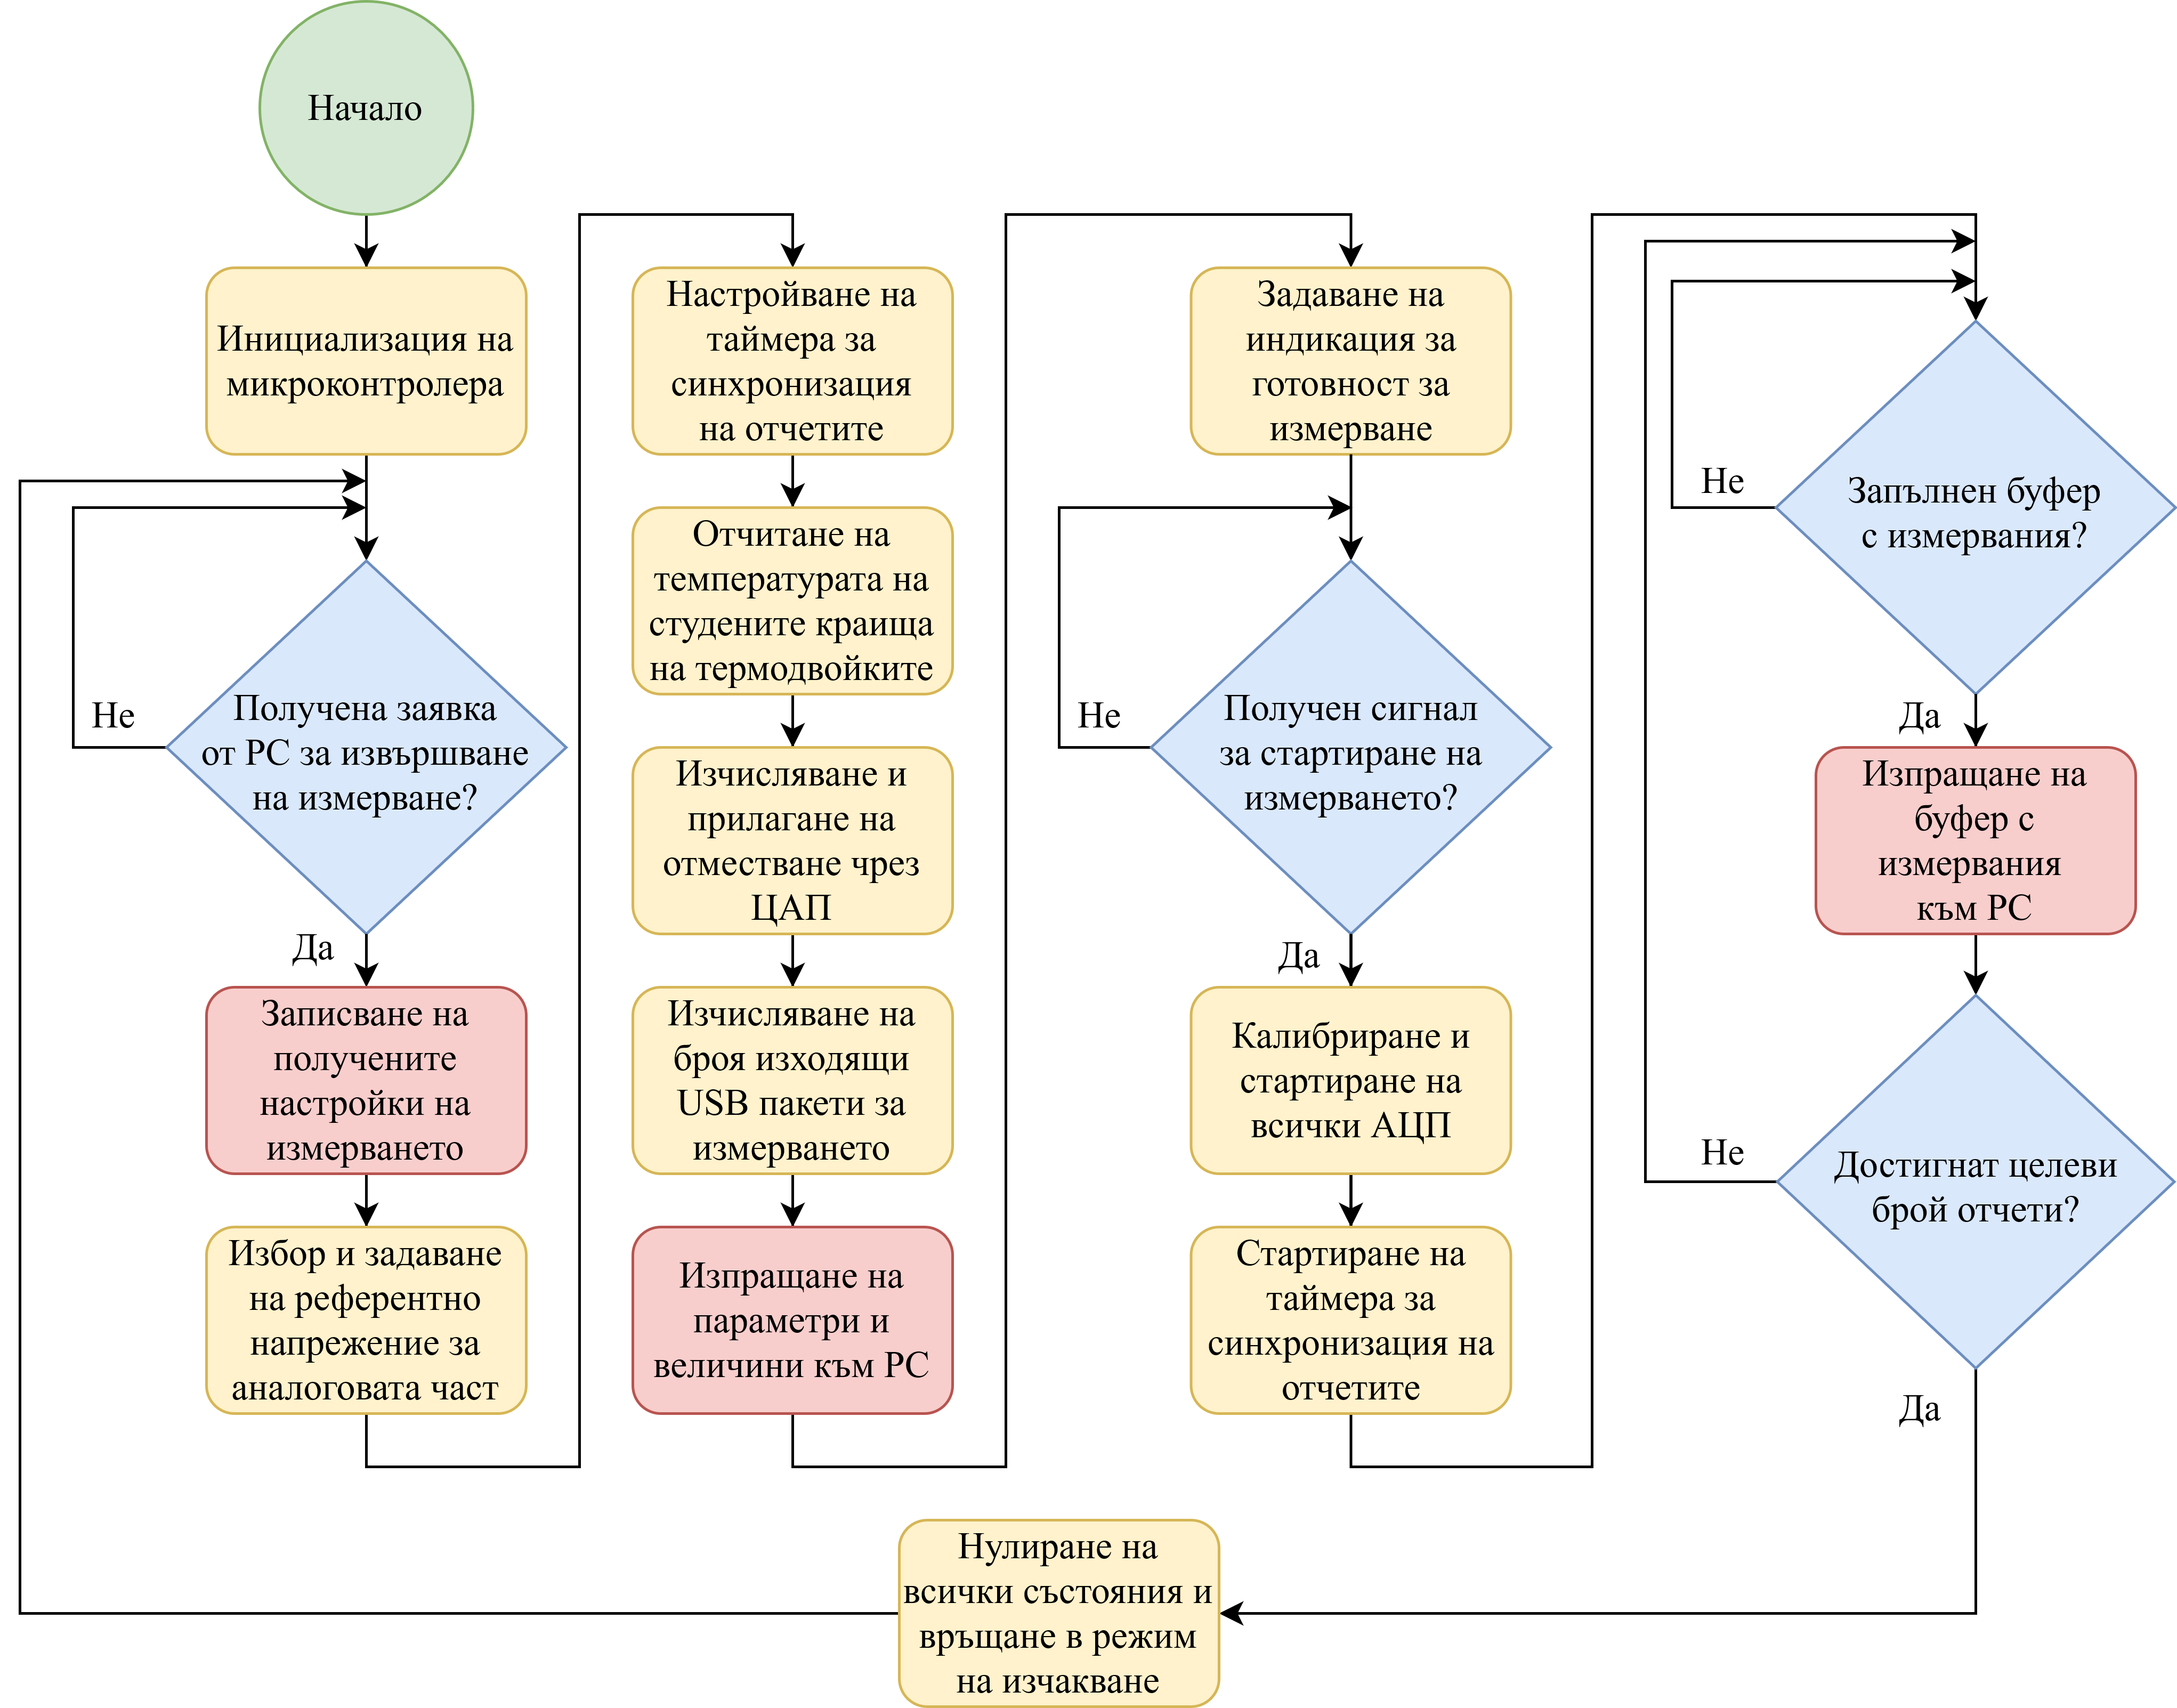 Начало
Инициализация на
микроконтролера
Получена заявка
от PC за извършване
на измерване?
Не
Да
Записване на
получените
настройки на
измерването
Избор и задаване
на референтно
напрежение за
аналоговата част
Настройване на
таймера за
синхронизация
на отчетите
Отчитане на
температурата на
студените краища
на термодвойките
Изчисляване и
прилагане на
отместване чрез
ЦАП
Изчисляване на
броя изходящи
USB пакети за
измерването
Изпращане на
параметри и
величини към PC
Задаване на
индикация за
готовност за
измерване
Получен сигнал
за стартиране на
измерването?
Не
Да
Калибриране и
стартиране на
всички АЦП
Стартиране на
таймера за
синхронизация на
отчетите
Запълнен буфер
с измервания?
Не
Да
Изпращане на
буфер с
измервания
към PC
Достигнат целеви
брой отчети?
Не
Да
Нулиране на
всички състояния и
връщане в режим
на изчакване